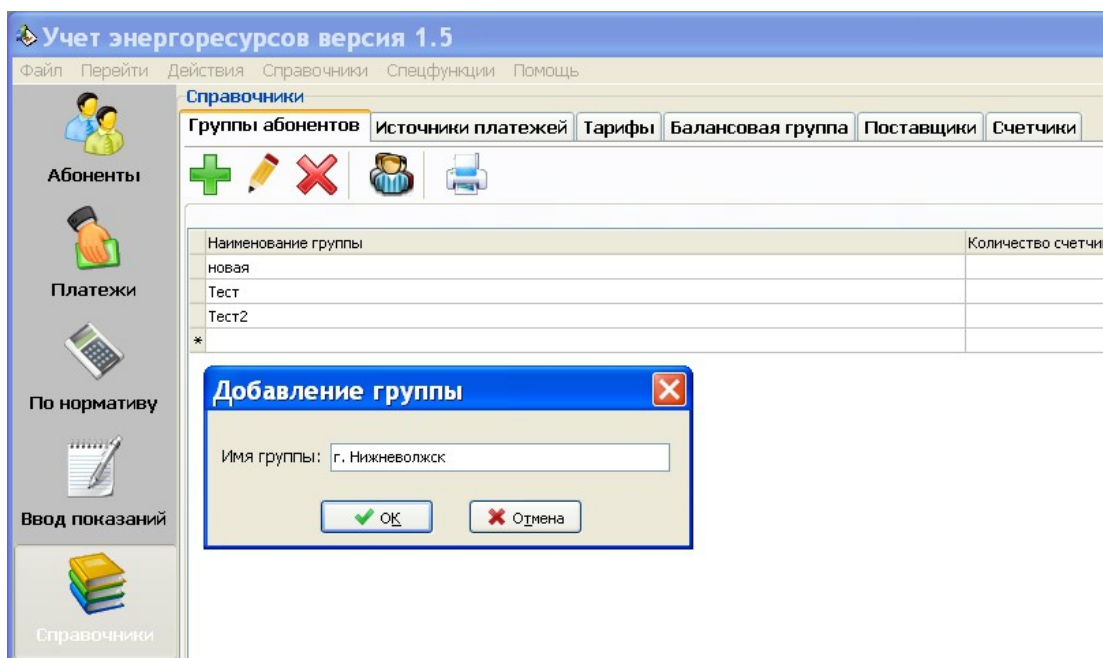 Учет энергоресурсов версия 1.5
Файл Перейти Действия Справочники Спецфункции Помощь
Справочники
Группы абонентов Источники платежей Тарифы Балансовая группа Поставщики Счетчики
Абоненты
Платежи
По нормативу
Ввод показаний
Справочники
Наименование группы Количество счетчи
новая
Тест
Тест2
*
Добавление группы
Имя группы: г. Нижневолжск
OK Отмена